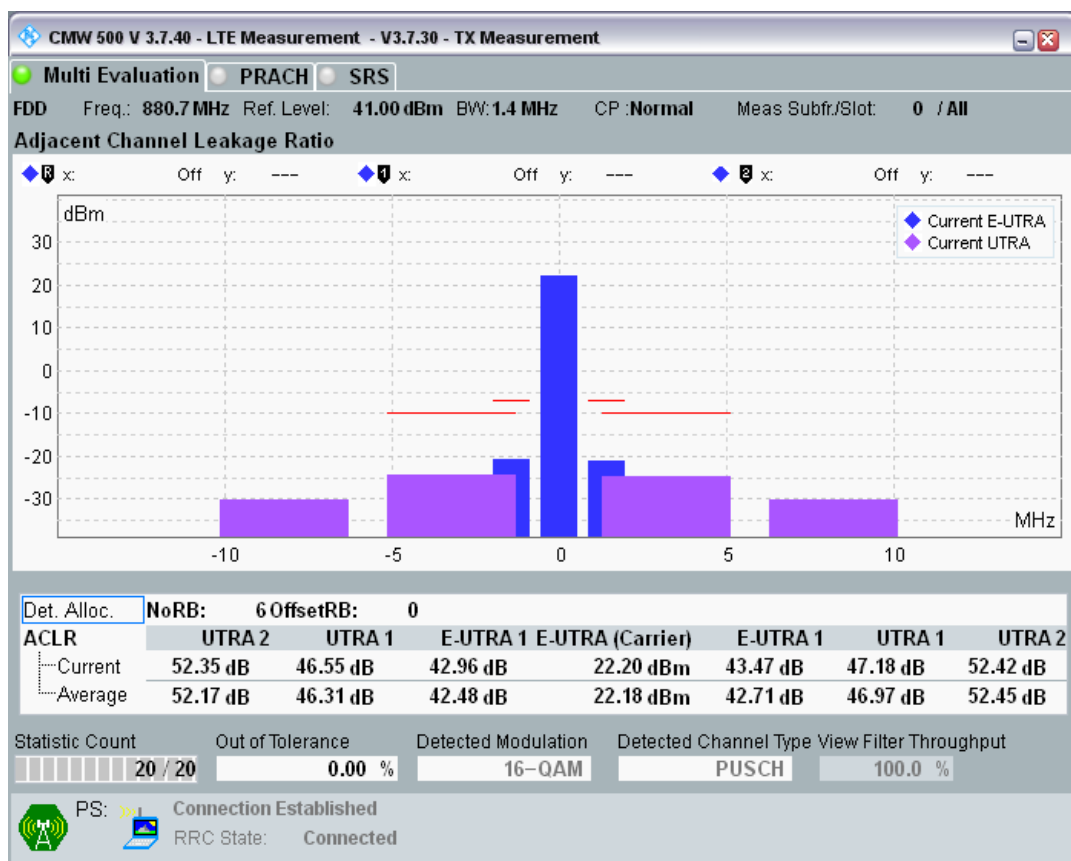 CMW 500 V 3.7.40 - LTE Measurement - V3.7.30 - TX Measurement
Multi Evaluation PRACH SRS
FDD Freq.: 880.7 MHz Ref. Level: 41.00 dBm BW: 1.4 MHz CP :Normal Meas Subfr./Slot: 0 / All
Adjacent Channel Leakage Ratio
R x: Off y: --- 1 x: Off y: --- 2 x: Off y: ---
dBm
Current E-UTRA
Current UTRA
30
20
10
0
-10
-20
-30
MHz
-10 -5 0 5 10
Det. Alloc. NoRB: 6 OffsetRB: 0
ACLR UTRA 2 UTRA 1 E-UTRA 1 E-UTRA (Carrier) E-UTRA 1 UTRA 1 UTRA 2
Current 52.35 dB 46.55 dB 42.96 dB 22.20 dBm 43.47 dB 47.18 dB 52.42 dB
Average 52.17 dB 46.31 dB 42.48 dB 22.18 dBm 42.71 dB 46.97 dB 52.45 dB
Statistic Count Out of Tolerance Detected Modulation Detected Channel Type View Filter Throughput
20 / 20 0.00 % 16-QAM PUSCH 100.0 %
PS: Connection Established
RRC State: Connected